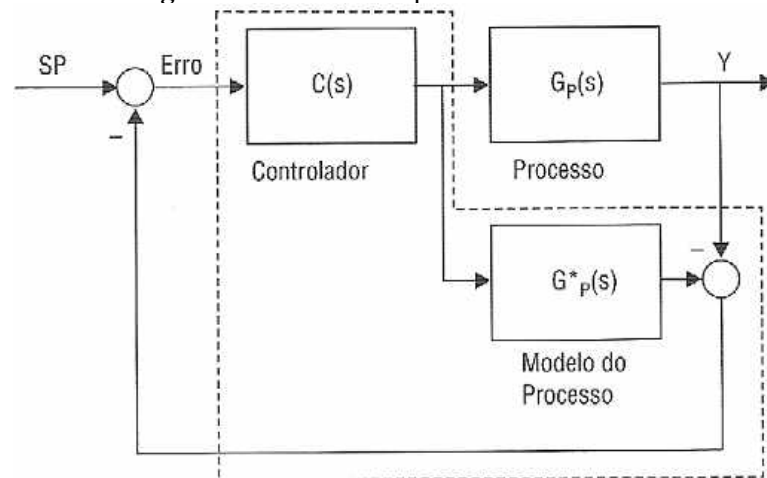 SP
Erro
C(s)
Controlador
G_P(s)
Processo
Y
–
–
G*_P(s)
Modelo do
Processo